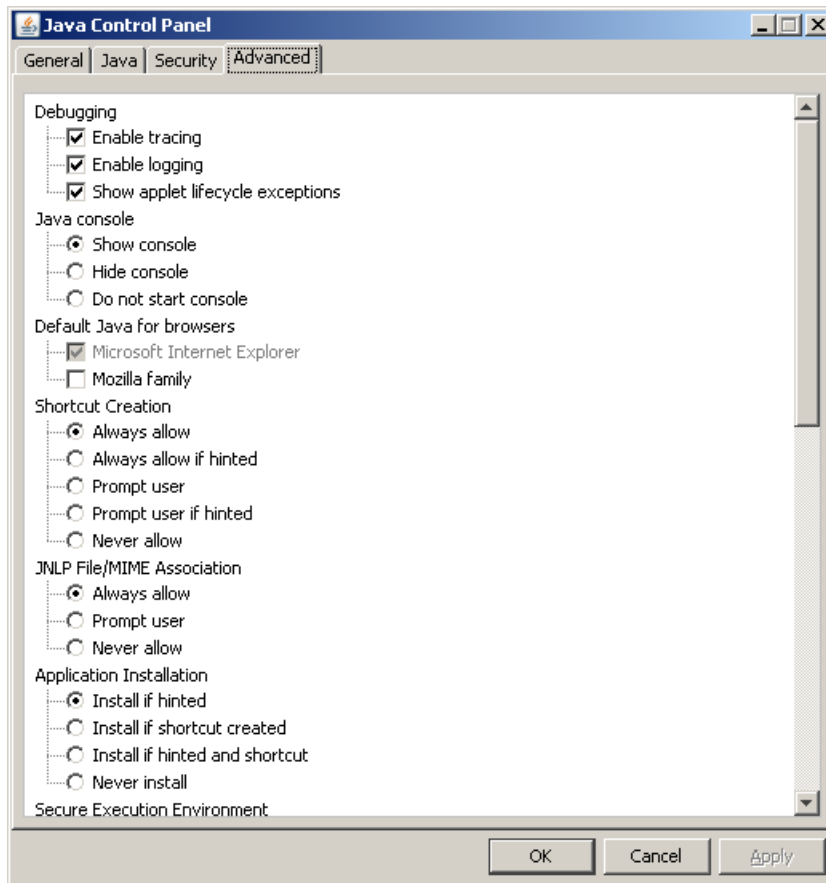 Java Control Panel
General Java Security Advanced
Debugging
Enable tracing
Enable logging
Show applet lifecycle exceptions
Java console
Show console
Hide console
Do not start console
Default Java for browsers
Microsoft Internet Explorer
Mozilla family
Shortcut Creation
Always allow
Always allow if hinted
Prompt user
Prompt user if hinted
Never allow
JNLP File/MIME Association
Always allow
Prompt user
Never allow
Application Installation
Install if hinted
Install if shortcut created
Install if hinted and shortcut
Never install
Secure Execution Environment
OK Cancel Apply